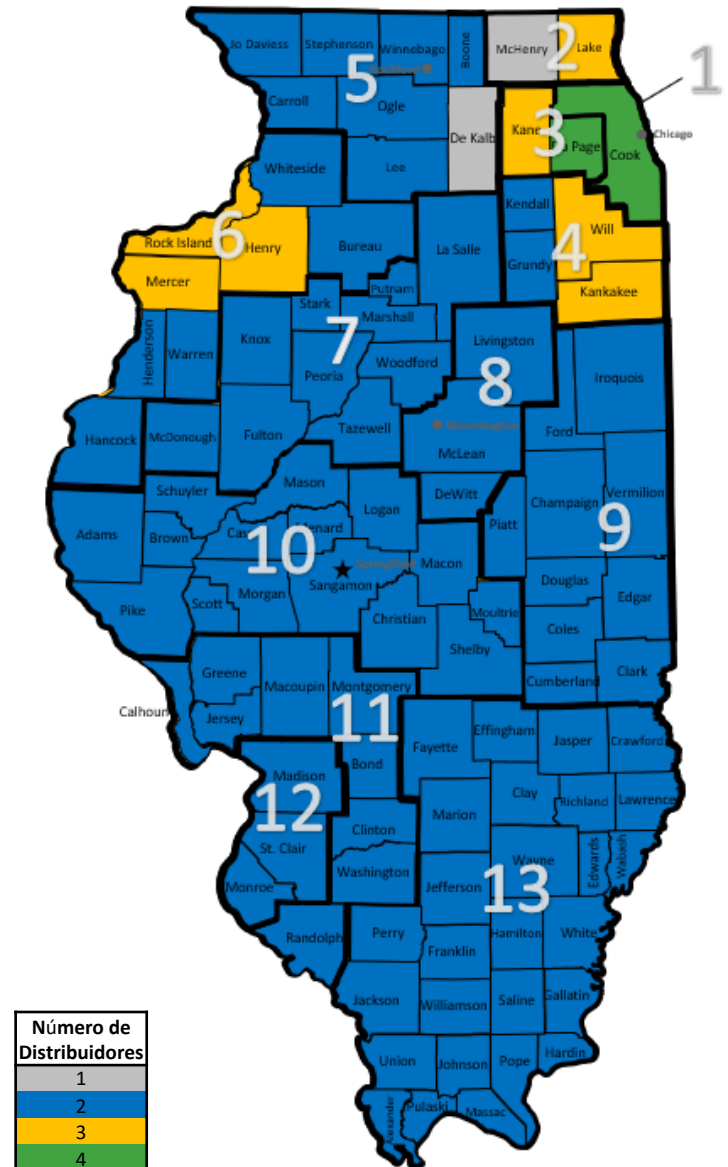 Jo Daviess
Stephenson
Winnebago
Boone
McHenry
2
Lake
1
5
Rockford
Carroll
Ogle
De Kalb
Kane
3
Du Page
Cook
Chicago
Whiteside
Lee
Kendall
Rock Island
6
Henry
Bureau
La Salle
Grundy
4
Will
Mercer
Putnam
Kankakee
Stark
Marshall
Henderson
Warren
Knox
7
Peoria
Woodford
Livingston
8
Iroquois
Hancock
McDonough
Fulton
Tazewell
Bloomington
McLean
Ford
Schuyler
Mason
Logan
DeWitt
Champaign
Vermilion
Adams
Brown
Menard
10
Piatt
9
Springfield
Macon
Sangamon
Pike
Scott
Morgan
Christian
Moultrie
Douglas
Edgar
Coles
Shelby
Greene
Macoupin
Montgomery
Cumberland
Clark
Calhoun
Jersey
11
Fayette
Effingham
Jasper
Crawford
Madison
Bond
12
Clay
Richland
Lawrence
Marion
St. Clair
Clinton
Wayne
Edwards
Wabash
Monroe
Washington
Jefferson
13
Randolph
Perry
Hamilton
White
Franklin
Jackson
Williamson
Saline
Gallatin
Union
Johnson
Pope
Hardin
Alexander
Pulaski
Massac
Número de
Distribuidores
1
2
3
4